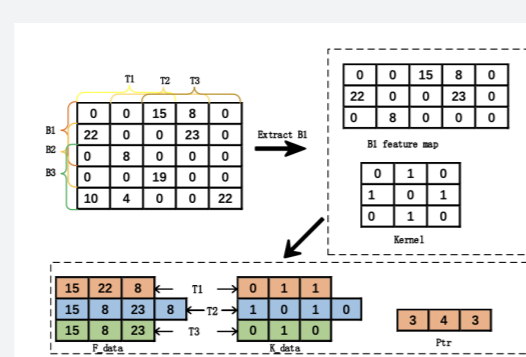 T1 T2 T3
0 0 15 8 0
B1 22 0 0 23 0
B2 0 8 0 0 0
B3 0 0 19 0 0
10 4 0 0 22
Extract B1
0 0 15 8 0
22 0 0 23 0
0 8 0 0 0
B1 feature map
0 1 0
1 0 1
0 1 0
Kernel
15 22 8 T1 0 1 1
15 8 23 8 T2 1 0 1 0
15 8 23 T3 0 1 0
F_data K_data
3 4 3
Ptr